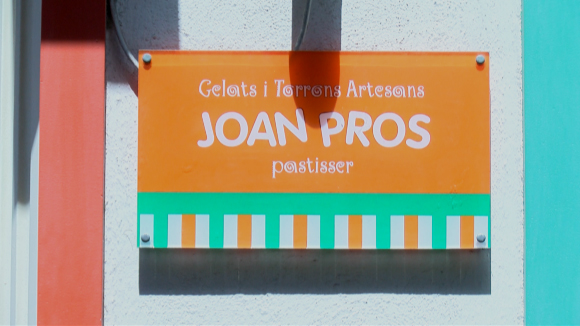 Gelats i Torrons Artesans
JOAN PROS
pastisser